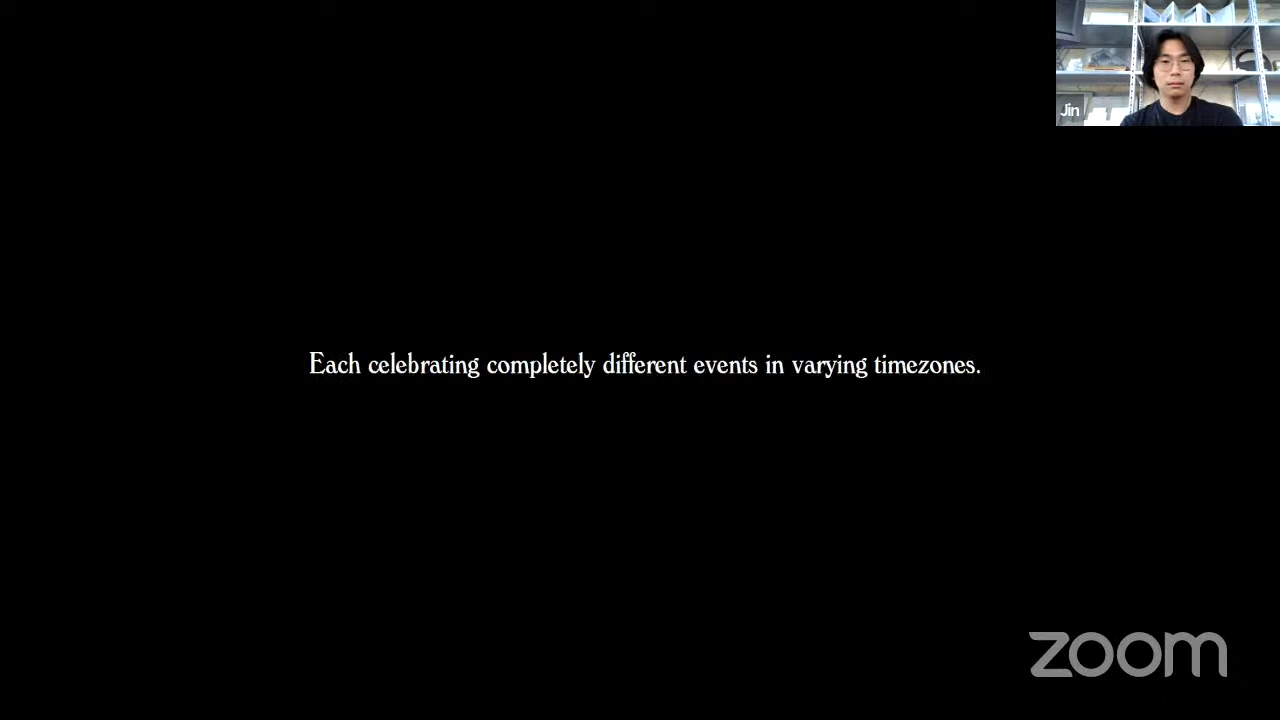 Jin
Each celebrating completely different events in varying timezones.
zoom